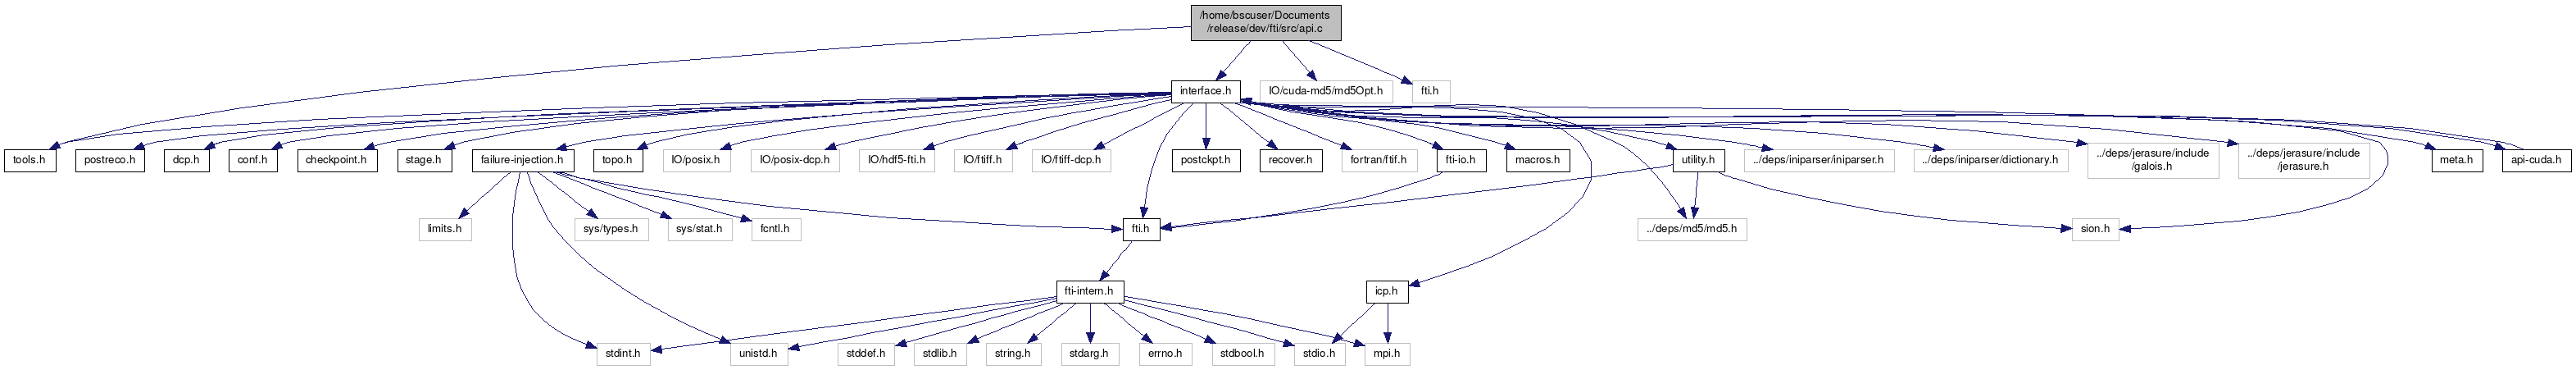 /home/bscuser/Documents
/release/dev/fti/src/api.c
interface.h
IO/cuda-md5/md5Opt.h
fti.h
tools.h
postreco.h
dcp.h
conf.h
checkpoint.h
stage.h
failure-injection.h
topo.h
IO/posix.h
IO/posix-dcp.h
IO/hdf5-fti.h
IO/ftiff.h
IO/ftiff-dcp.h
postckpt.h
recover.h
fortran/ftif.h
fti-io.h
macros.h
utility.h
../deps/iniparser/iniparser.h
../deps/iniparser/dictionary.h
../deps/jerasure/include
/galois.h
../deps/jerasure/include
/jerasure.h
meta.h
api-cuda.h
limits.h
sys/types.h
sys/stat.h
fcntl.h
fti.h
../deps/md5/md5.h
sion.h
fti-intern.h
icp.h
stdint.h
unistd.h
stddef.h
stdlib.h
string.h
stdarg.h
errno.h
stdbool.h
stdio.h
mpi.h